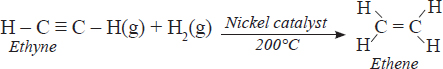 H H
H – C ≡ C – H(g) + H₂(g) Nickel catalyst 200°C C = C
Ethyne H H
Ethene